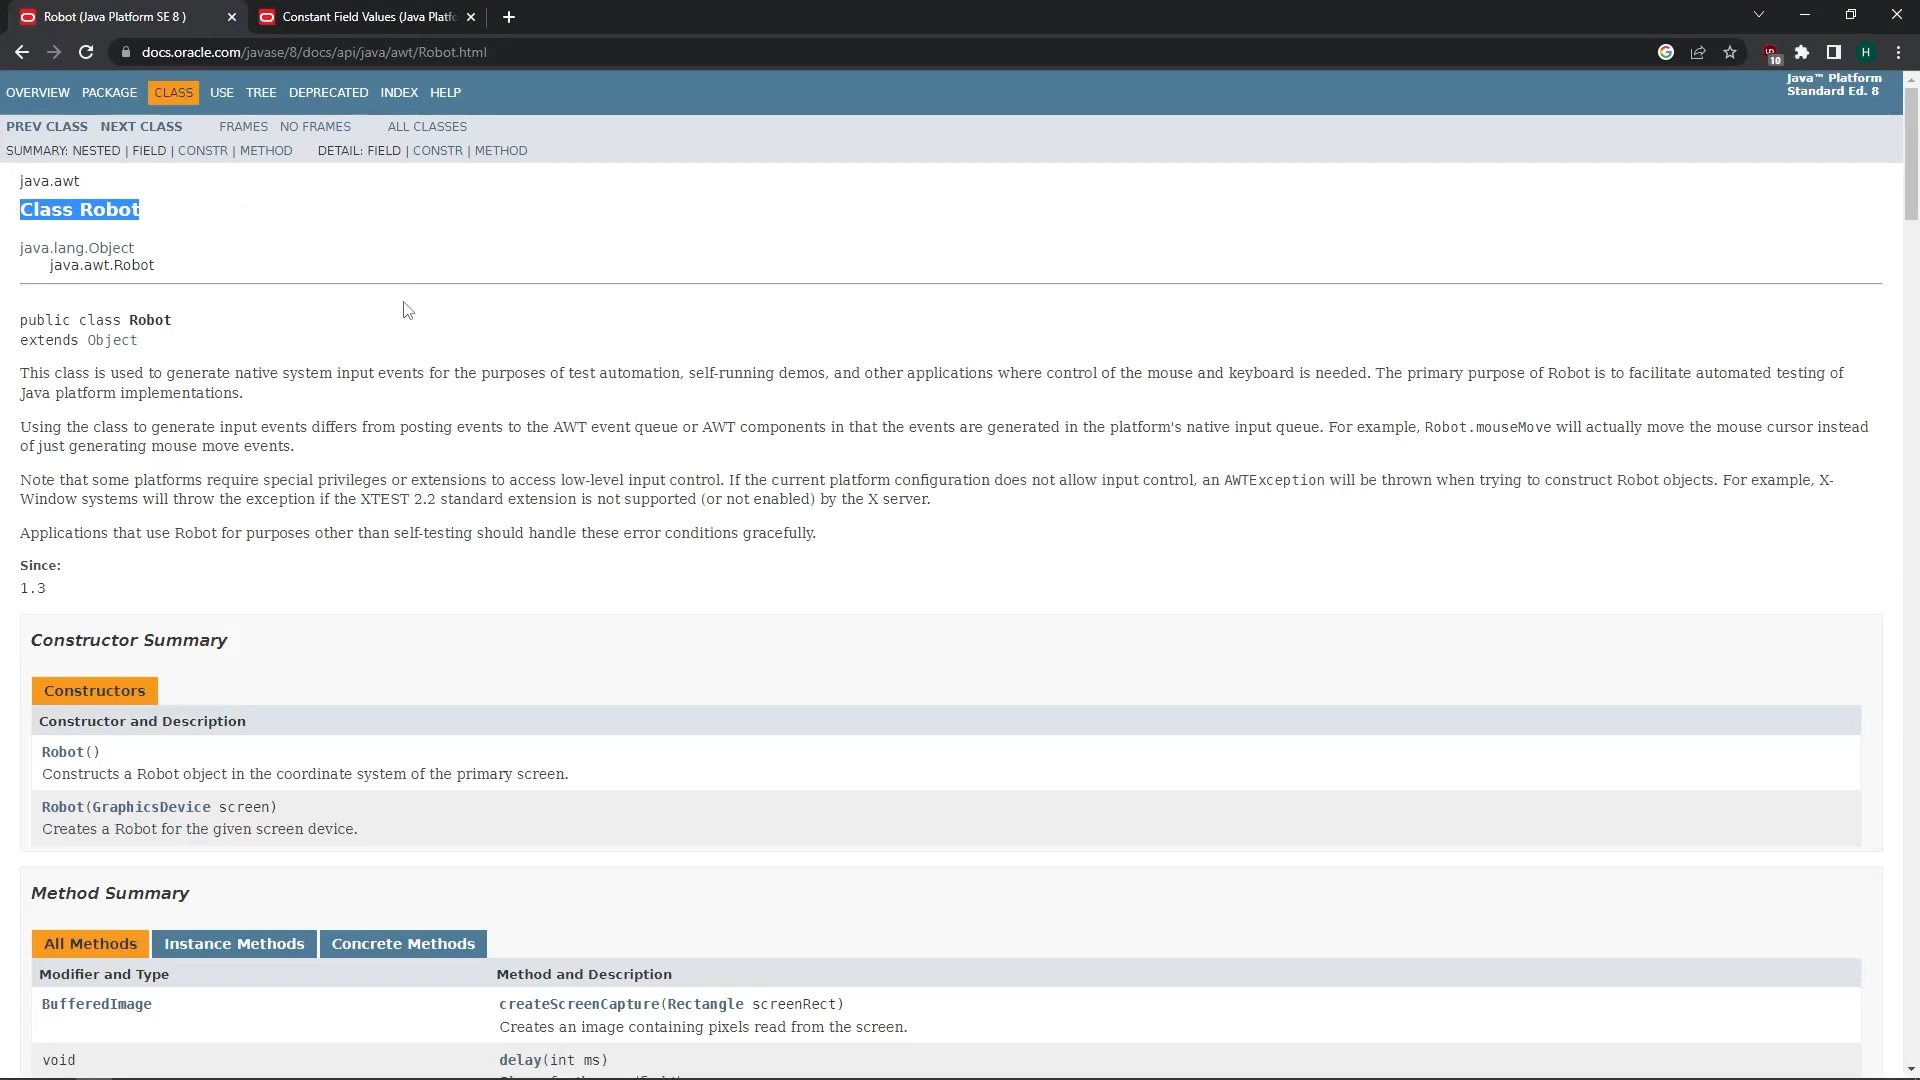 Robot (Java Platform SE 8 )
Constant Field Values (Java Platfo
docs.oracle.com/javase/8/docs/api/java/awt/Robot.html
10
H
OVERVIEW PACKAGE CLASS USE TREE DEPRECATED INDEX HELP
Java™ Platform
Standard Ed. 8
PREV CLASS NEXT CLASS FRAMES NO FRAMES ALL CLASSES
SUMMARY: NESTED | FIELD | CONSTR | METHOD DETAIL: FIELD | CONSTR | METHOD
java.awt
Class Robot
java.lang.Object
java.awt.Robot
public class Robot
extends Object
This class is used to generate native system input events for the purposes of test automation, self-running demos, and other applications where control of the mouse and keyboard is needed. The primary purpose of Robot is to facilitate automated testing of
Java platform implementations.
Using the class to generate input events differs from posting events to the AWT event queue or AWT components in that the events are generated in the platform's native input queue. For example, Robot.mouseMove will actually move the mouse cursor instead
of just generating mouse move events.
Note that some platforms require special privileges or extensions to access low-level input control. If the current platform configuration does not allow input control, an AWTException will be thrown when trying to construct Robot objects. For example, X-
Window systems will throw the exception if the XTEST 2.2 standard extension is not supported (or not enabled) by the X server.
Applications that use Robot for purposes other than self-testing should handle these error conditions gracefully.
Since:
1.3
Constructor Summary
Constructors
Constructor and Description
Robot()
Constructs a Robot object in the coordinate system of the primary screen.
Robot(GraphicsDevice screen)
Creates a Robot for the given screen device.
Method Summary
All Methods Instance Methods Concrete Methods
Modifier and Type Method and Description
BufferedImage createScreenCapture(Rectangle screenRect)
Creates an image containing pixels read from the screen.
void delay(int ms)